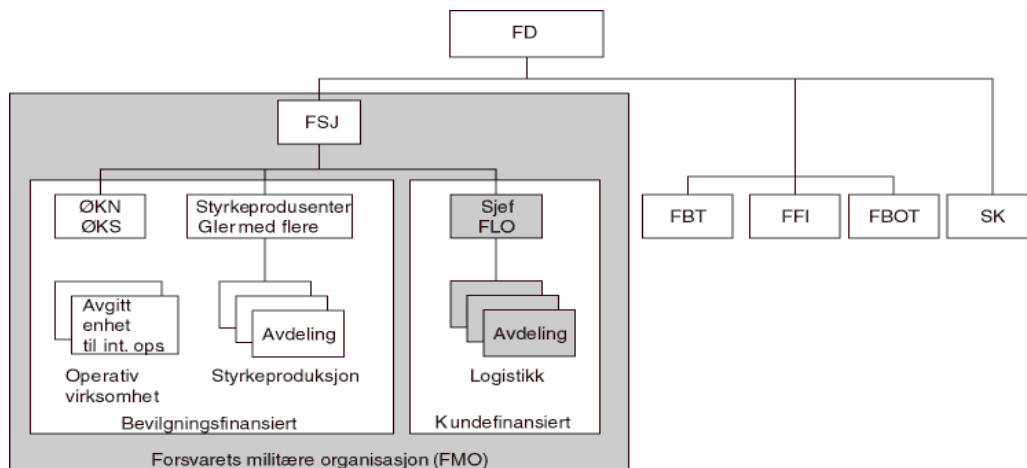 FD
FSJ
ØKN
ØKS
Styrkeprodusenter
GIer med flere
Sjef
FLO
FBT
FFI
FBOT
SK
Avgitt
enhet
til int. ops
Avdeling
Avdeling
Operativ
virksomhet
Styrkeproduksjon
Logistikk
Bevilgningsfinansiert
Kundefinansiert
Forsvarets militære organisasjon (FMO)